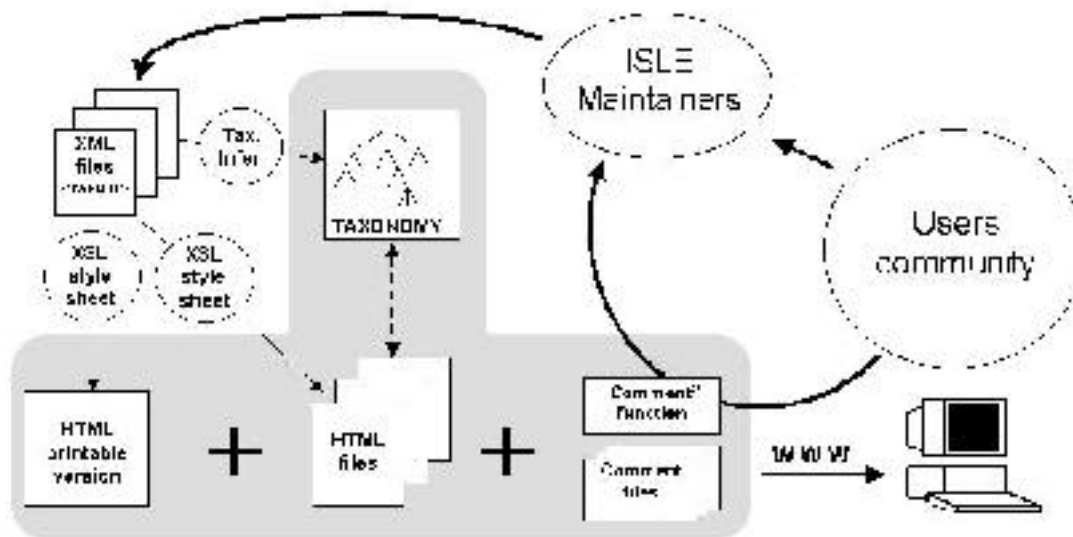 ISLE
Maintainers
XML
files
Tax.
TAXONOMY
XSL
style
sheet
XSL
style
sheet
Users
community
HTML
printable
version
HTML
files
"Comment"
function
Comment
files
WWW